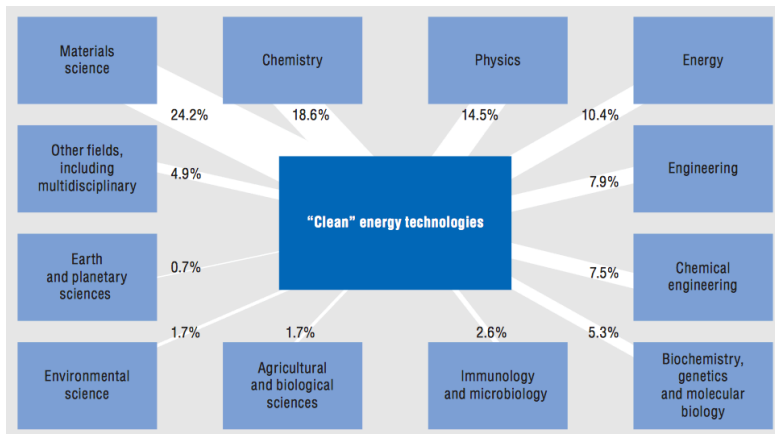 Materials
science
Chemistry
Physics
Energy
24.2%
18.6%
14.5%
10.4%
Other fields,
including
multidisciplinary
4.9%
"Clean" energy technologies
7.9%
Engineering
Earth
and planetary
sciences
0.7%
7.5%
Chemical
engineering
1.7%
1.7%
2.6%
5.3%
Environmental
science
Agricultural
and biological
sciences
Immunology
and microbiology
Biochemistry,
genetics
and molecular
biology